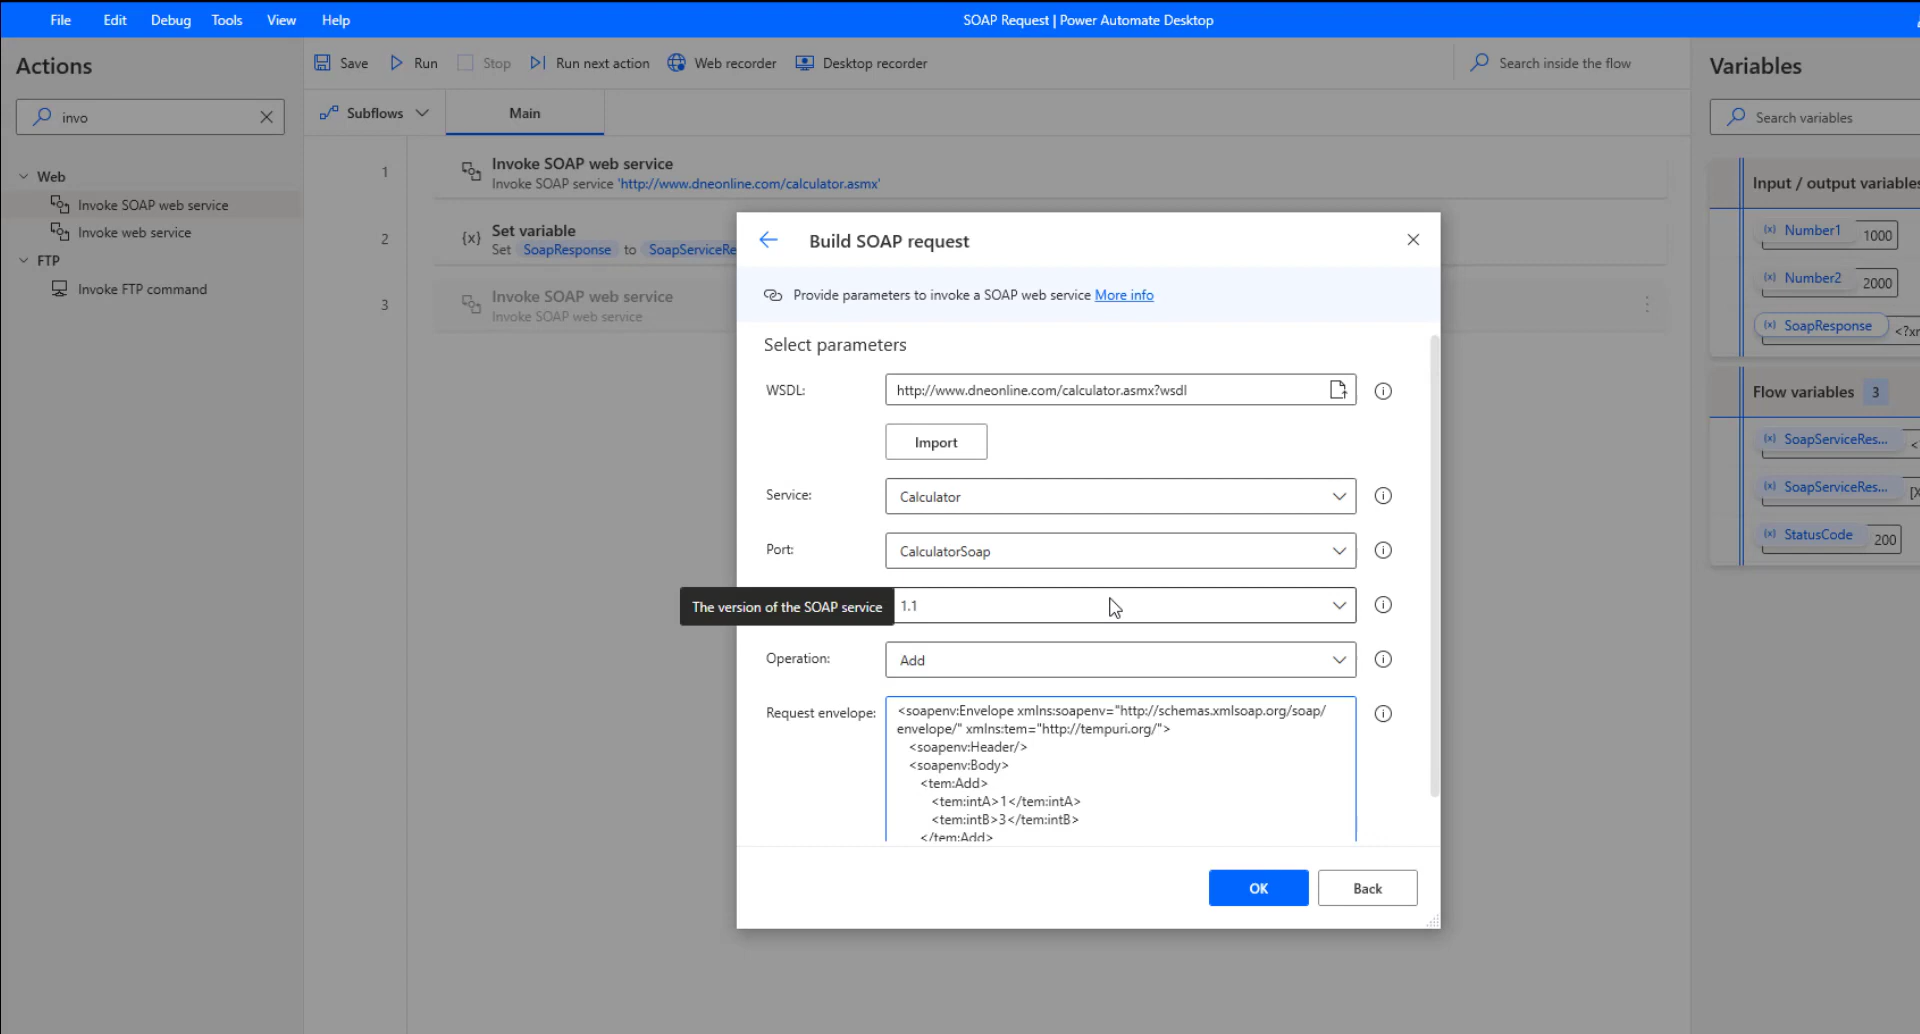 File Edit Debug Tools View Help
SOAP Request | Power Automate Desktop
Actions
invo
Web
Invoke SOAP web service
Invoke web service
FTP
Invoke FTP command
Save Run Stop Run next action Web recorder Desktop recorder
Search inside the flow
Subflows Main
1
Invoke SOAP web service
Invoke SOAP service 'http://www.dneonline.com/calculator.asmx'
2
{x} Set variable
Set SoapResponse to SoapServiceRe
3
Invoke SOAP web service
Invoke SOAP web service
Build SOAP request
Provide parameters to invoke a SOAP web service More info
Select parameters
WSDL: http://www.dneonline.com/calculator.asmx?wsdl
Import
Service: Calculator
Port: CalculatorSoap
The version of the SOAP service 1.1
Operation: Add
Request envelope: <soapenv:Envelope xmlns:soapenv="http://schemas.xmlsoap.org/soap/
envelope/" xmlns:tem="http://tempuri.org/">
<soapenv:Header/>
<soapenv:Body>
<tem:Add>
<tem:intA>1</tem:intA>
<tem:intB>3</tem:intB>
</tem:Add>
OK Back
Variables
Search variables
Input / output variables
(x) Number1 1000
(x) Number2 2000
(x) SoapResponse <?xr
Flow variables 3
(x) SoapServiceRes... <
(x) SoapServiceRes... [X
(x) StatusCode 200